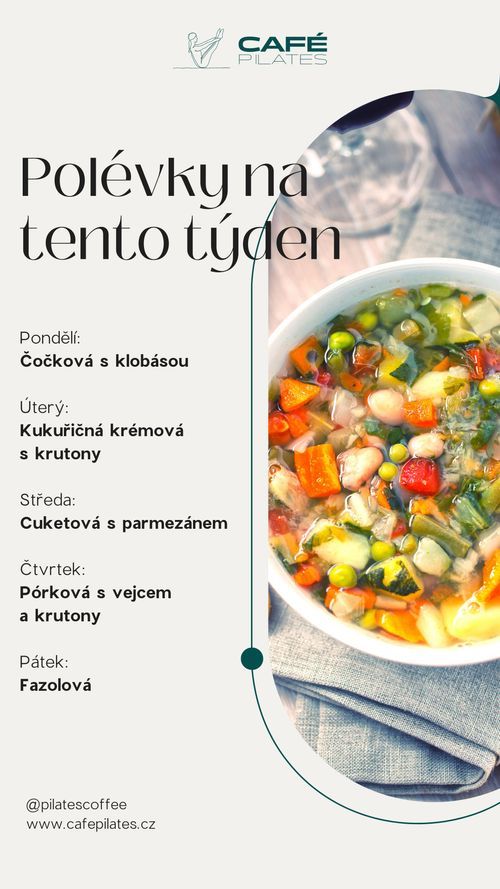 CAFÉ
PILATES
Polévky na
tento týden
Pondělí:
Čočková s klobásou
Úterý:
Kukuřičná krémová
s krutony
Středa:
Cuketová s parmezánem
Čtvrtek:
Pórková s vejcem
a krutony
Pátek:
Fazolová
@pilatescoffee
www.cafepilates.cz